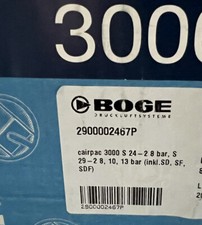 3000
BOGE
DRUCKLUFTSYSTEME
2900002467P
cairpac 3000 S 24-2 8 bar, S
29-2 8, 10, 13 bar (inkl.SD, SF,
SDF)
2900002467P